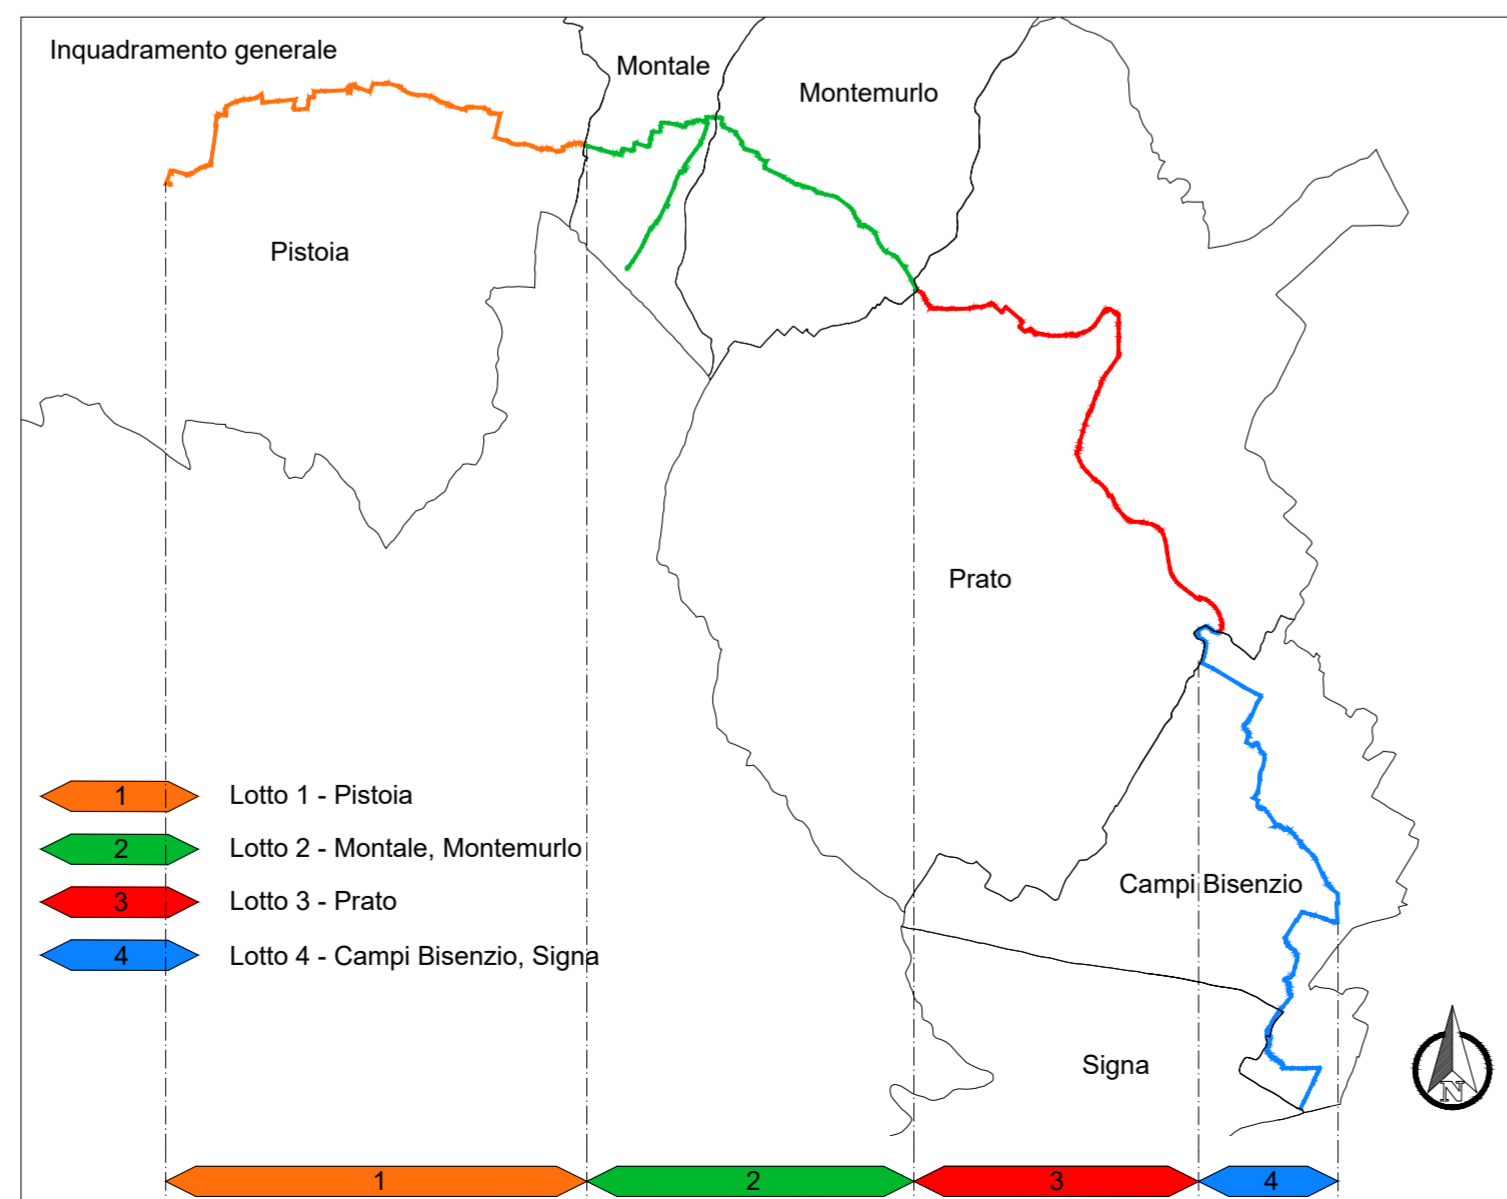 Inquadramento generale
Montale
Montemurlo
Pistoia
Prato
1 Lotto 1 - Pistoia
2 Lotto 2 - Montale, Montemurlo
3 Lotto 3 - Prato
4 Lotto 4 - Campi Bisenzio, Signa
Campi Bisenzio
Signa
N
1 2 3 4